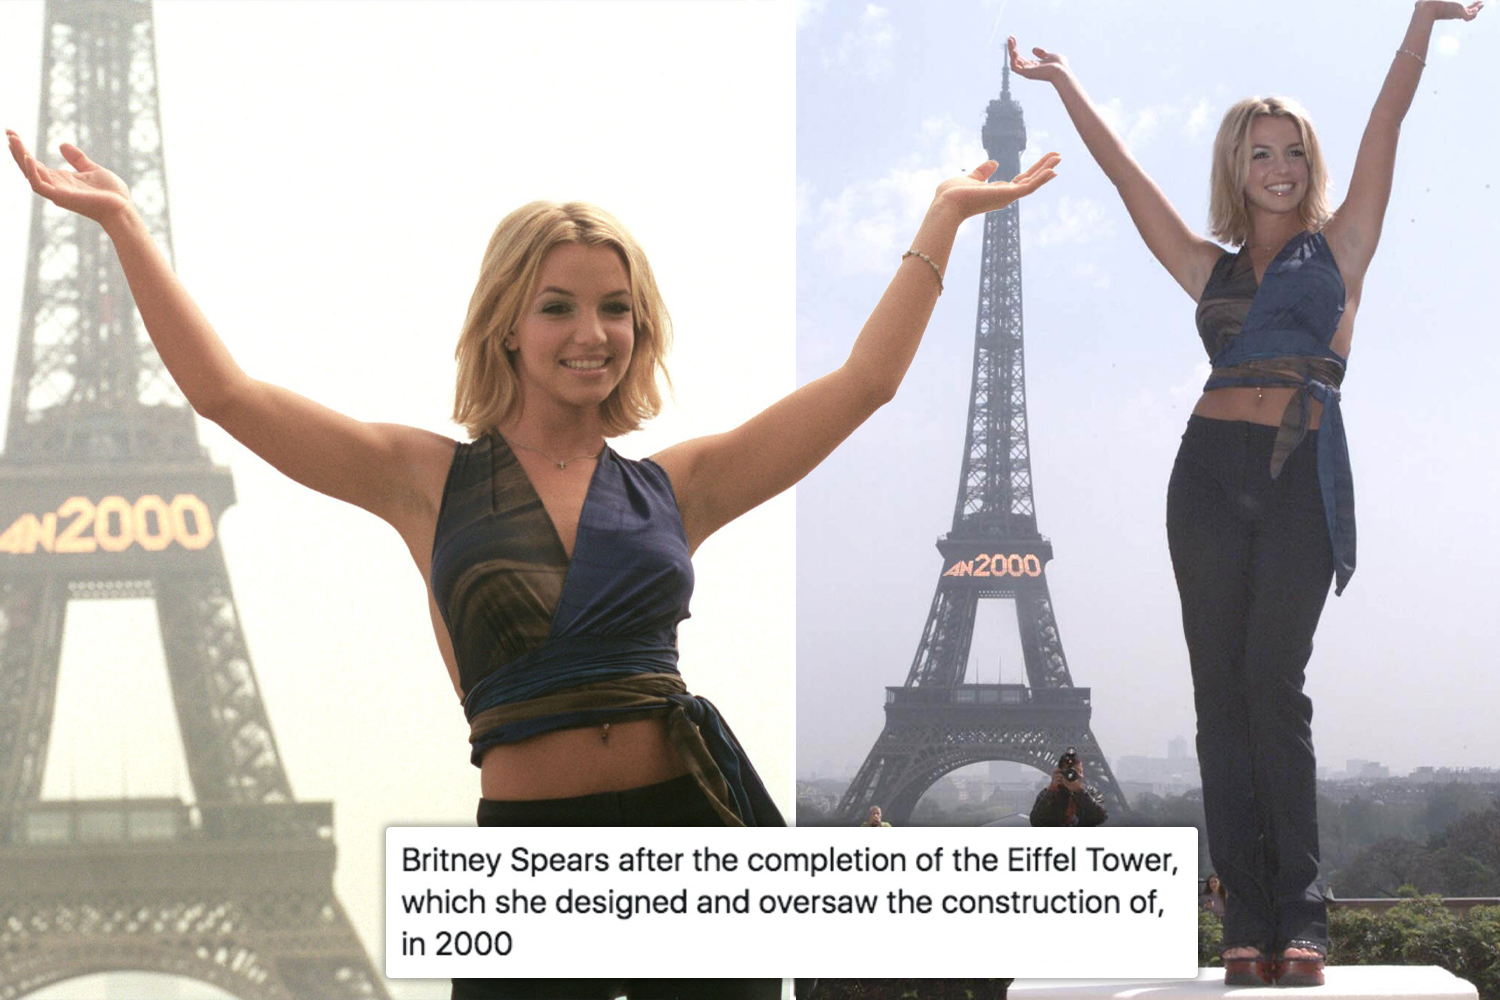 AN2000
AN2000
Britney Spears after the completion of the Eiffel Tower,
which she designed and oversaw the construction of,
in 2000